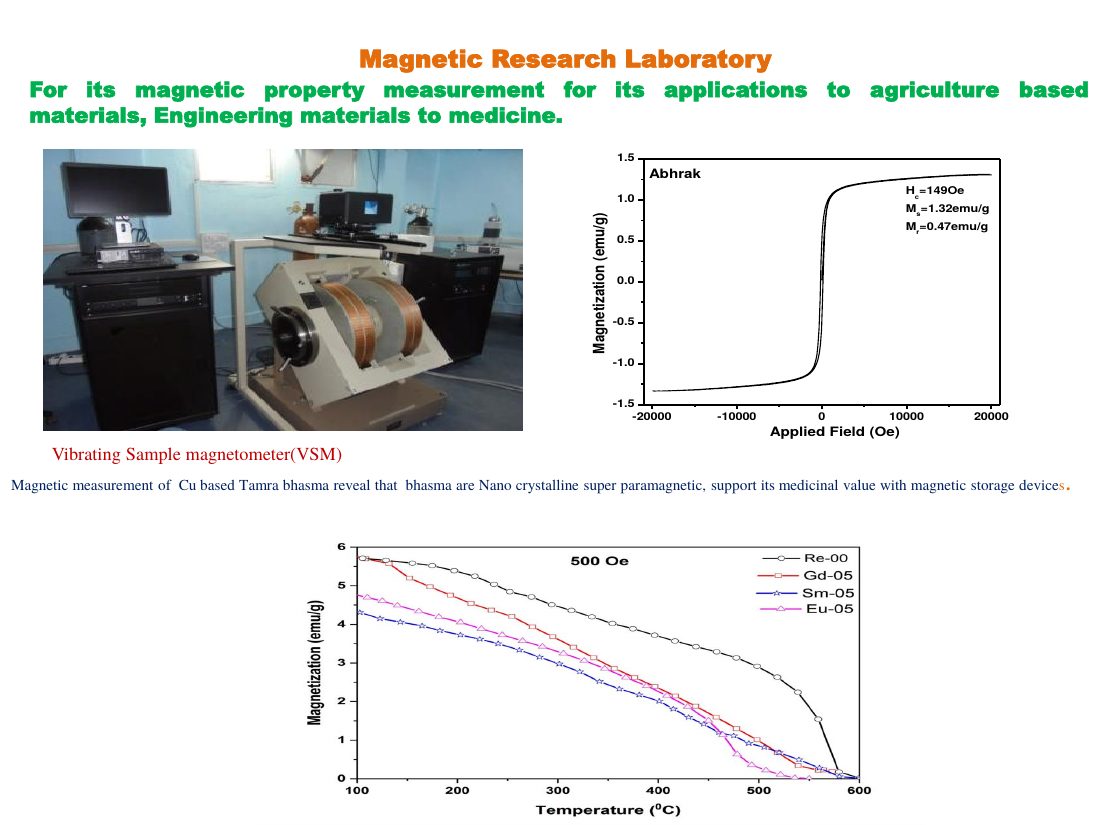 Magnetic Research Laboratory
For its magnetic property measurement for its applications to agriculture based
materials, Engineering materials to medicine.
Abhrak
Hc=149Oe
Ms=1.32emu/g
Mr=0.47emu/g
Magnetization (emu/g)
1.5
1.0
0.5
0.0
-0.5
-1.0
-1.5
-20000 -10000 0 10000 20000
Applied Field (Oe)
Vibrating Sample magnetometer(VSM)
Magnetic measurement of Cu based Tamra bhasma reveal that bhasma are Nano crystalline super paramagnetic, support its medicinal value with magnetic storage devices.
500 Oe
Re-00
Gd-05
Sm-05
Eu-05
Magnetization (emu/g)
6
5
4
3
2
1
0
100 200 300 400 500 600
Temperature (⁰C)